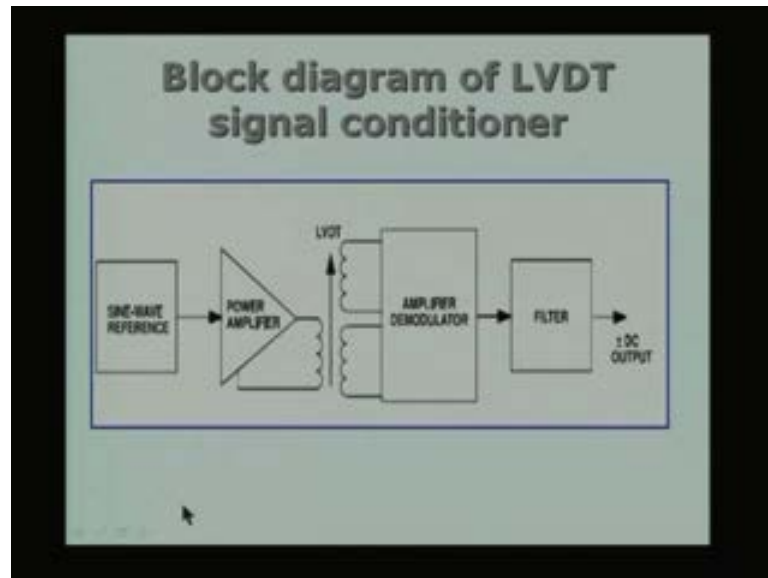 Block diagram of LVDT
signal conditioner
LVDT
SINE-WAVE
REFERENCE
POWER
AMPLIFIER
AMPLIFIER
DEMODULATOR
FILTER
± DC
OUTPUT